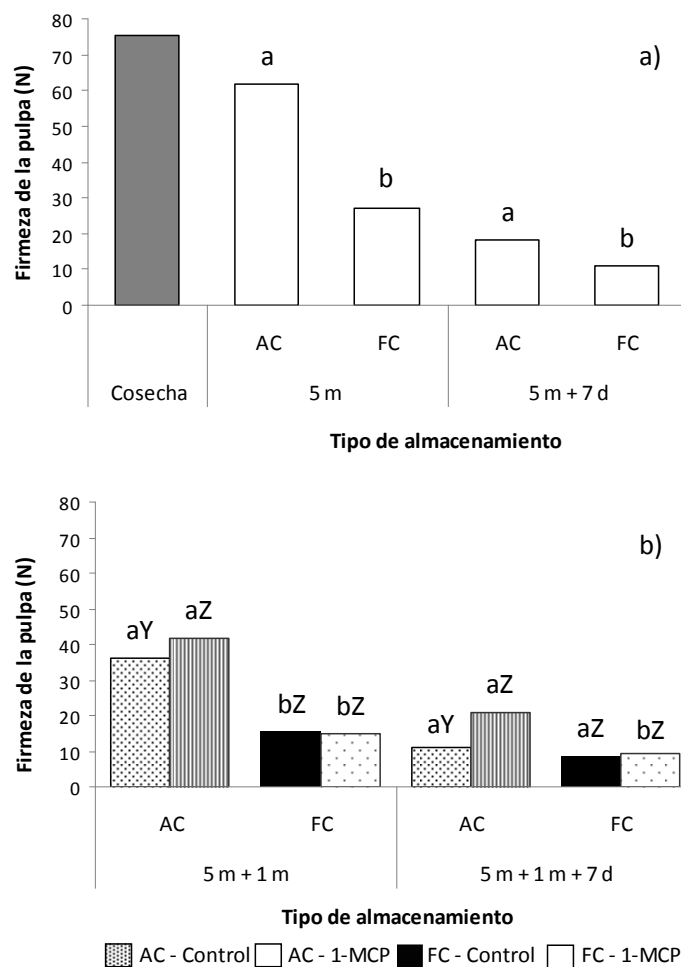 80
70
60
50
40
30
20
10
0
Firmeza de la pulpa (N)
a)
a
b
a
b
AC FC AC FC
Cosecha 5 m 5 m + 7 d
Tipo de almacenamiento
80
70
60
50
40
30
20
10
0
Firmeza de la pulpa (N)
b)
aY aZ bZ bZ aY aZ aZ bZ
AC FC AC FC
5 m + 1 m 5 m + 1 m + 7 d
Tipo de almacenamiento
AC - Control AC - 1-MCP FC - Control FC - 1-MCP